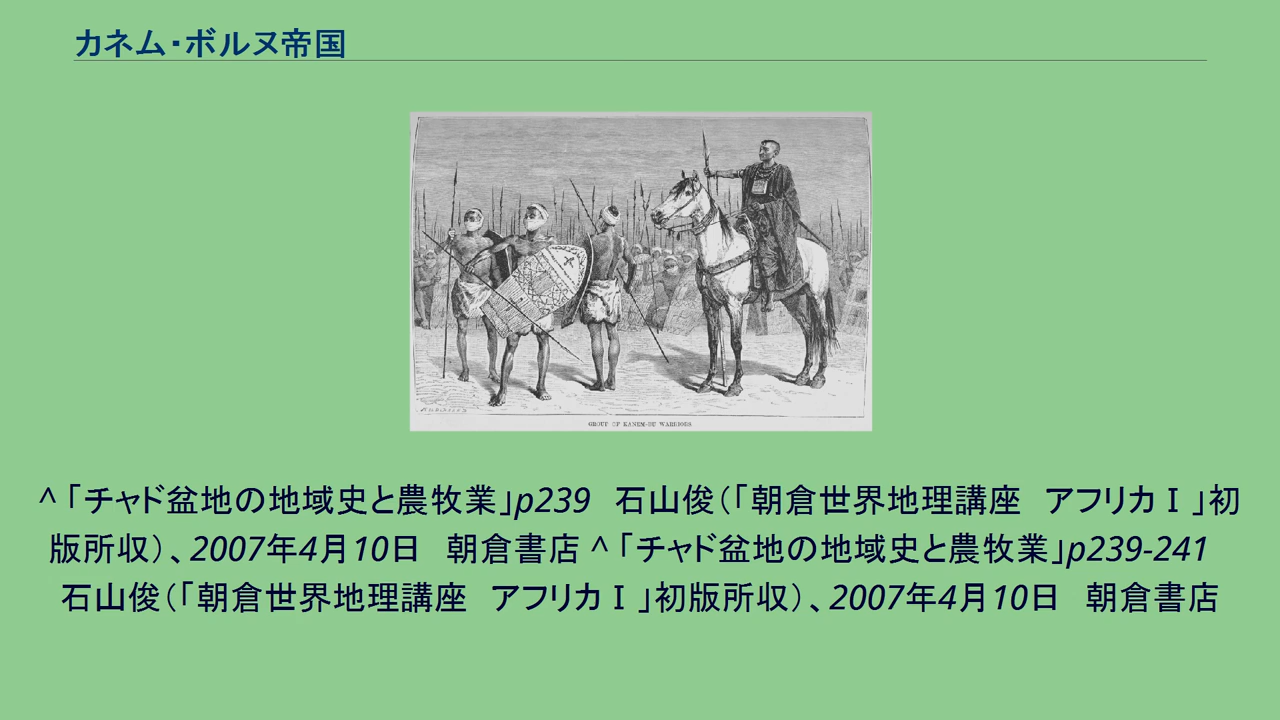 カネム・ボルヌ帝国
GROUP OF KANEM-BU WARRIORS
^ 「チャド盆地の地域史と農牧業」p239　石山俊（「朝倉世界地理講座　アフリカⅠ」初
版所収）、2007年4月10日　朝倉書店 ^ 「チャド盆地の地域史と農牧業」p239-241
石山俊（「朝倉世界地理講座　アフリカⅠ」初版所収）、2007年4月10日　朝倉書店